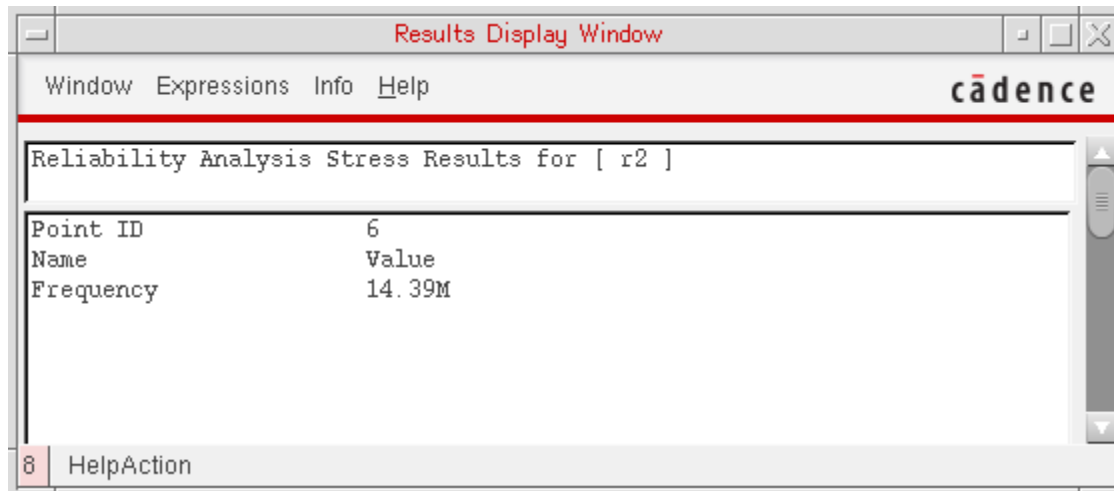 Results Display Window
Window Expressions Info Help
cādence
Reliability Analysis Stress Results for [ r2 ]
Point ID 6
Name Value
Frequency 14.39M
8 HelpAction